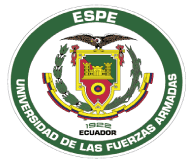 ESPE
1922
ECUADOR
UNIVERSIDAD DE LAS FUERZAS ARMADAS